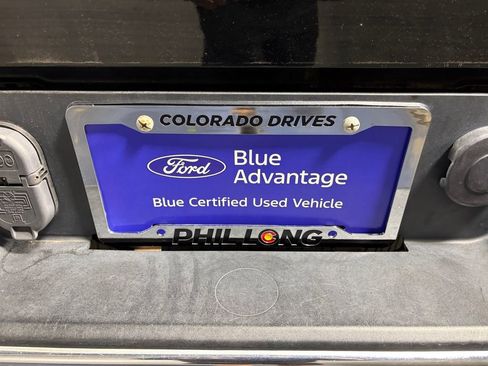 COLORADO DRIVES
Ford
Blue
Advantage
Blue Certified Used Vehicle
PHIL LONG